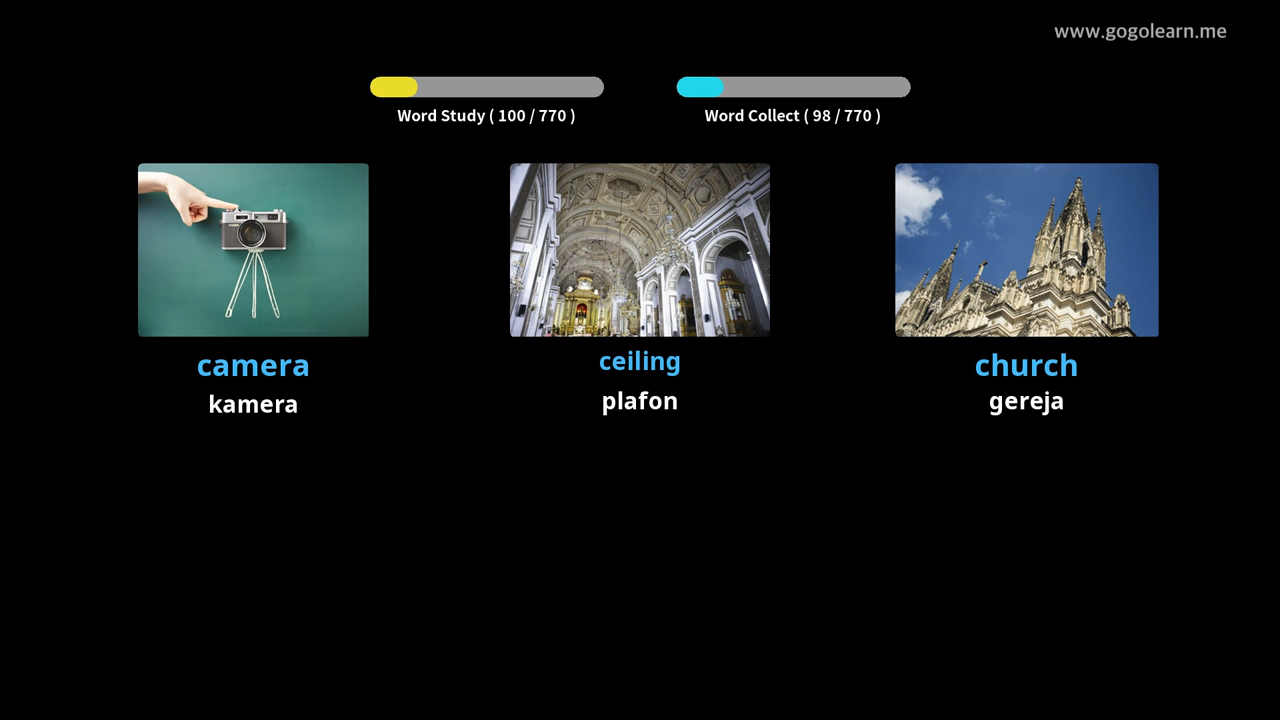 www.gogolearn.me
Word Study ( 100 / 770 )
Word Collect ( 98 / 770 )
camera
kamera
ceiling
plafon
church
gereja